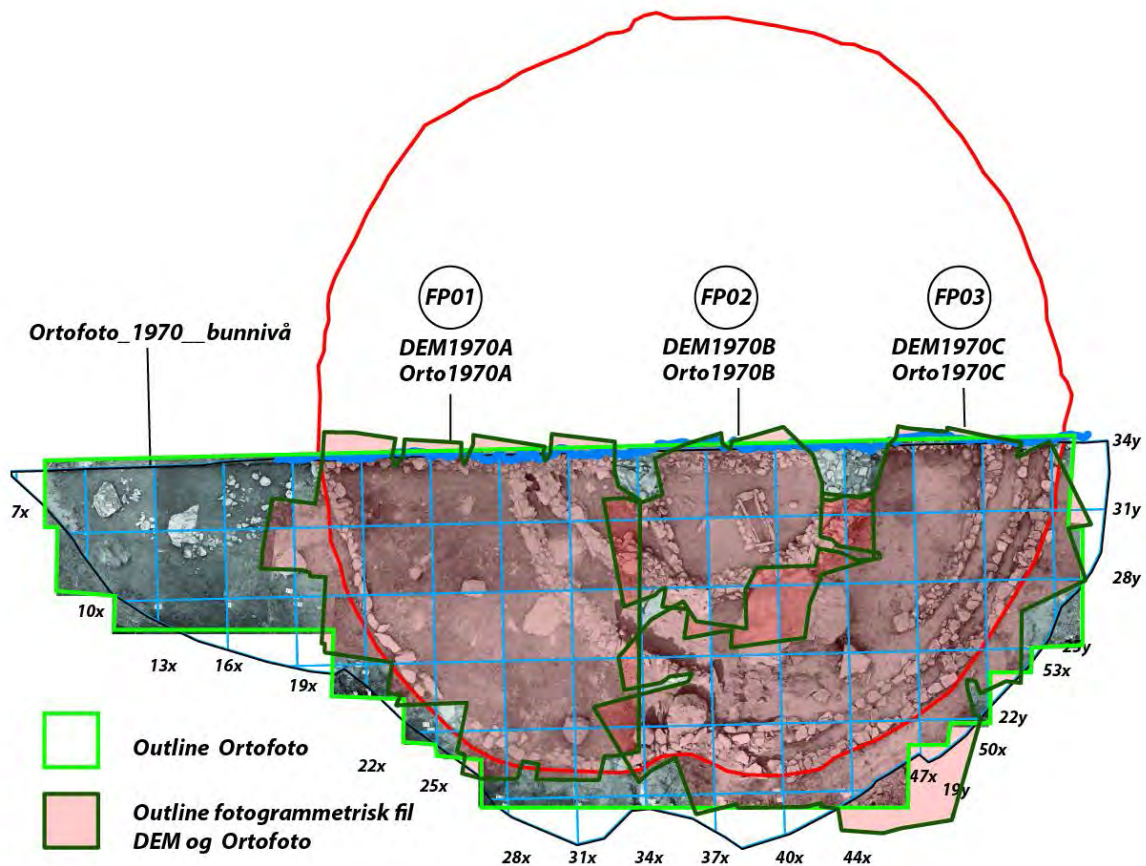 FP01
FP02
FP03
Ortofoto_1970__bunnivå
DEM1970A
Orto1970A
DEM1970B
Orto1970B
DEM1970C
Orto1970C
34y
7x
31y
28y
10x
25y
13x
16x
53x
19x
22y
50x
Outline Ortofoto
22x
25x
47x
19y
Outline fotogrammetrisk fil
DEM og Ortofoto
28x
31x
34x
37x
40x
44x